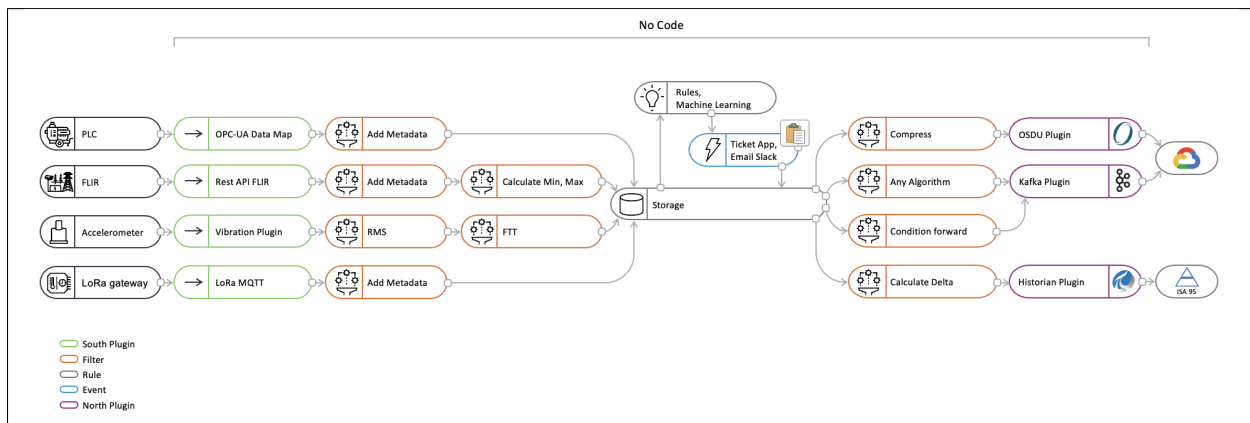 No Code
Rules,
Machine Learning
PLC
OPC-UA Data Map
Add Metadata
Ticket App,
Email Slack
Compress
OSDU Plugin
FLIR
Rest API FLIR
Add Metadata
Calculate Min, Max
Storage
Any Algorithm
Kafka Plugin
Accelerometer
Vibration Plugin
RMS
FTT
Condition forward
LoRa gateway
LoRa MQTT
Add Metadata
Calculate Delta
Historian Plugin
ISA 95
South Plugin
Filter
Rule
Event
North Plugin